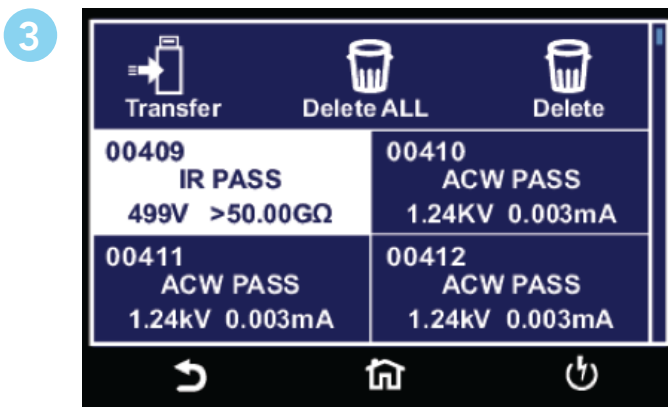 3
Transfer Delete ALL Delete
00409
IR PASS
499V >50.00GΩ
00410
ACW PASS
1.24KV 0.003mA
00411
ACW PASS
1.24kV 0.003mA
00412
ACW PASS
1.24kV 0.003mA